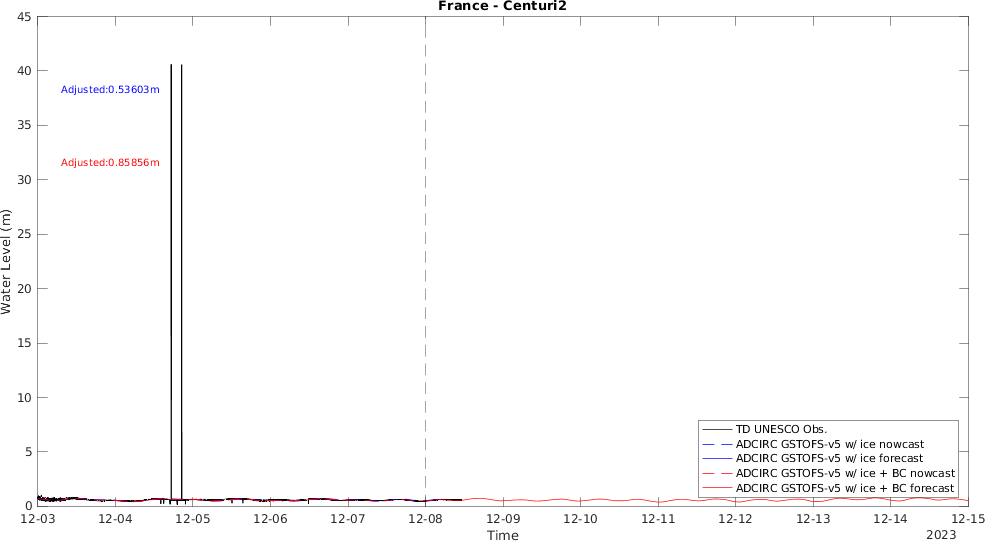 France - Centuri2
45
40
35
30
25
20
15
10
5
0
Water Level (m)
Adjusted:0.53603m
Adjusted:0.85856m
TD UNESCO Obs.
ADCIRC GSTOFS-v5 w/ ice nowcast
ADCIRC GSTOFS-v5 w/ ice forecast
ADCIRC GSTOFS-v5 w/ ice + BC nowcast
ADCIRC GSTOFS-v5 w/ ice + BC forecast
12-03 12-04 12-05 12-06 12-07 12-08 12-09 12-10 12-11 12-12 12-13 12-14 12-15
Time
2023